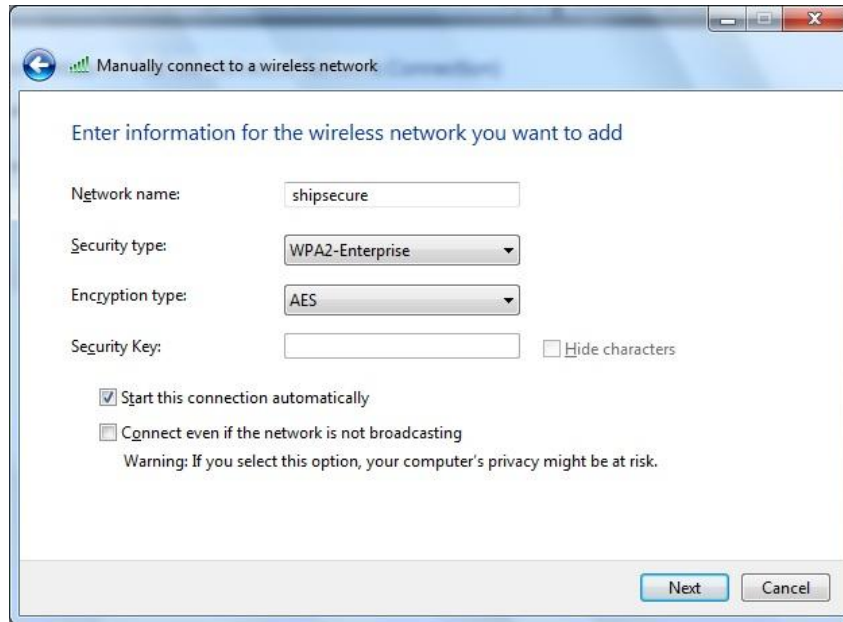 Manually connect to a wireless network
Enter information for the wireless network you want to add
Network name: shipsecure
Security type: WPA2-Enterprise
Encryption type: AES
Security Key: Hide characters
Start this connection automatically
Connect even if the network is not broadcasting
Warning: If you select this option, your computer's privacy might be at risk.
Next Cancel